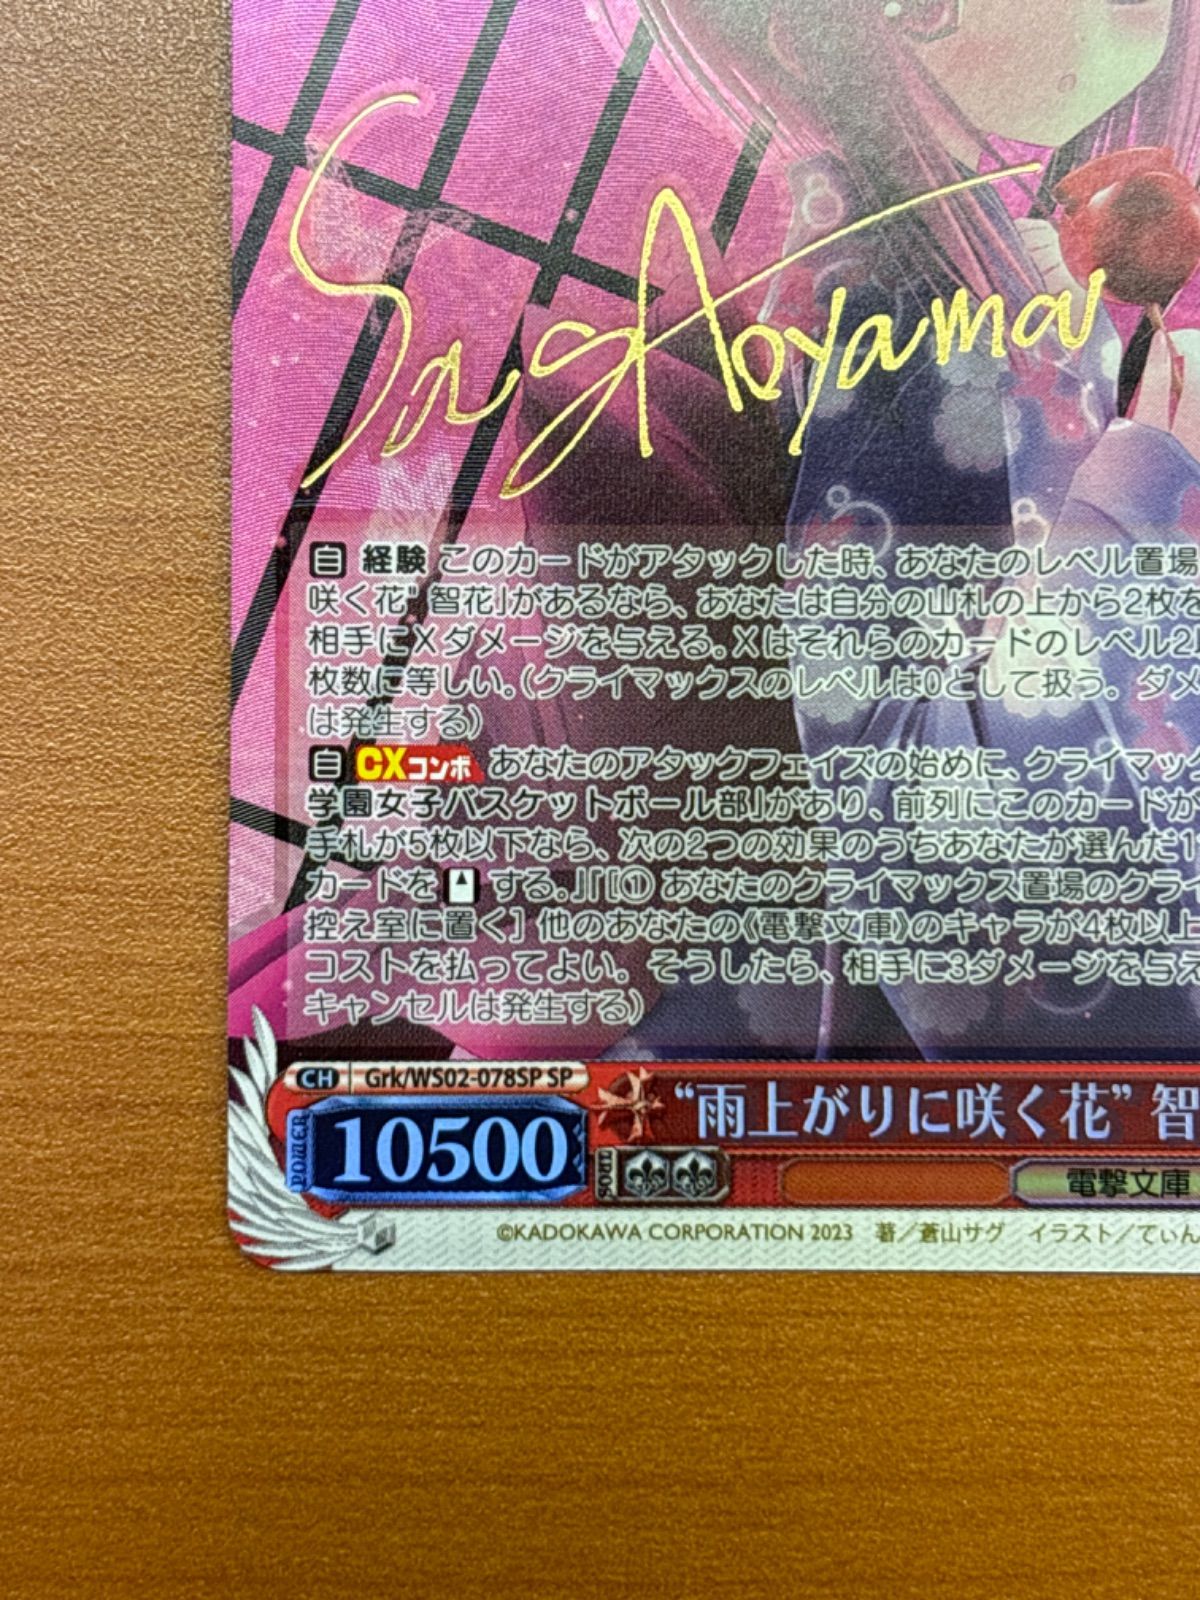 Sag Aoyama
自 経験 このカードがアタックした時、あなたのレベル置場
咲く花” 智花」があるなら、あなたは自分の山札の上から2枚を
相手にXダメージを与える。Xはそれらのカードのレベル2
枚数に等しい。(クライマックスのレベルは0として扱う。ダメ
は発生する)
自 CXコンボ あなたのアタックフェイズの始めに、クライマック
学園女子バスケットボール部」があり、前列にこのカードが
手札が5枚以下なら、次の2つの効果のうちあなたが選んだ1
カードを する。」「[① あなたのクライマックス置場のクライ
控え室に置く] 他のあなたの《電撃文庫》のキャラが4枚以上
コストを払ってよい。そうしたら、相手に3ダメージを与え
キャンセルは発生する)
CH Grk/WS02-078SP SP
POWER 10500 SOUL “雨上がりに咲く花” 智
電撃文庫
©KADOKAWA CORPORATION 2023 著／蒼山サグ イラスト／てぃん